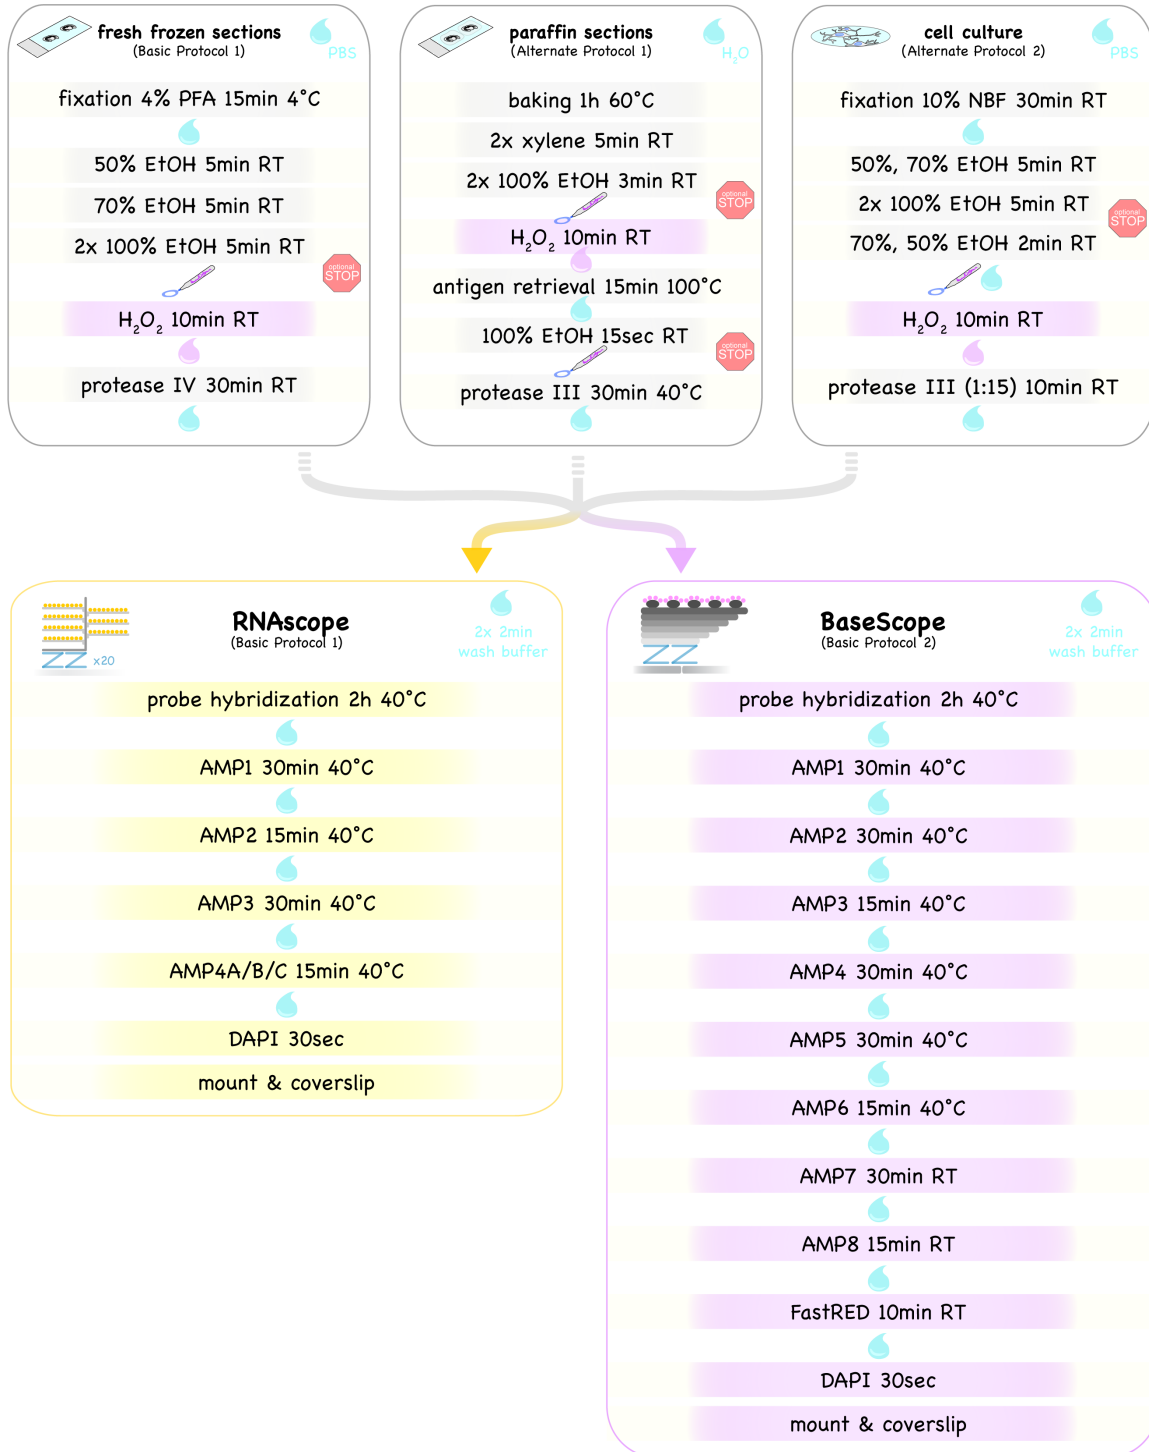 fresh frozen sections
(Basic Protocol 1)
PBS
fixation 4% PFA 15min 4°C
50% EtOH 5min RT
70% EtOH 5min RT
2x 100% EtOH 5min RT
optional
STOP
H₂O₂ 10min RT
protease IV 30min RT
paraffin sections
(Alternate Protocol 1)
H₂O
baking 1h 60°C
2x xylene 5min RT
2x 100% EtOH 3min RT
optional
STOP
H₂O₂ 10min RT
antigen retrieval 15min 100°C
100% EtOH 15sec RT
optional
STOP
protease III 30min 40°C
cell culture
(Alternate Protocol 2)
PBS
fixation 10% NBF 30min RT
50%, 70% EtOH 5min RT
2x 100% EtOH 5min RT
optional
STOP
70%, 50% EtOH 2min RT
H₂O₂ 10min RT
protease III (1:15) 10min RT
ZZ x20
RNAscope
(Basic Protocol 1)
2x 2min
wash buffer
probe hybridization 2h 40°C
AMP1 30min 40°C
AMP2 15min 40°C
AMP3 30min 40°C
AMP4A/B/C 15min 40°C
DAPI 30sec
mount & coverslip
ZZ
BaseScope
(Basic Protocol 2)
2x 2min
wash buffer
probe hybridization 2h 40°C
AMP1 30min 40°C
AMP2 30min 40°C
AMP3 15min 40°C
AMP4 30min 40°C
AMP5 30min 40°C
AMP6 15min 40°C
AMP7 30min RT
AMP8 15min RT
FastRED 10min RT
DAPI 30sec
mount & coverslip